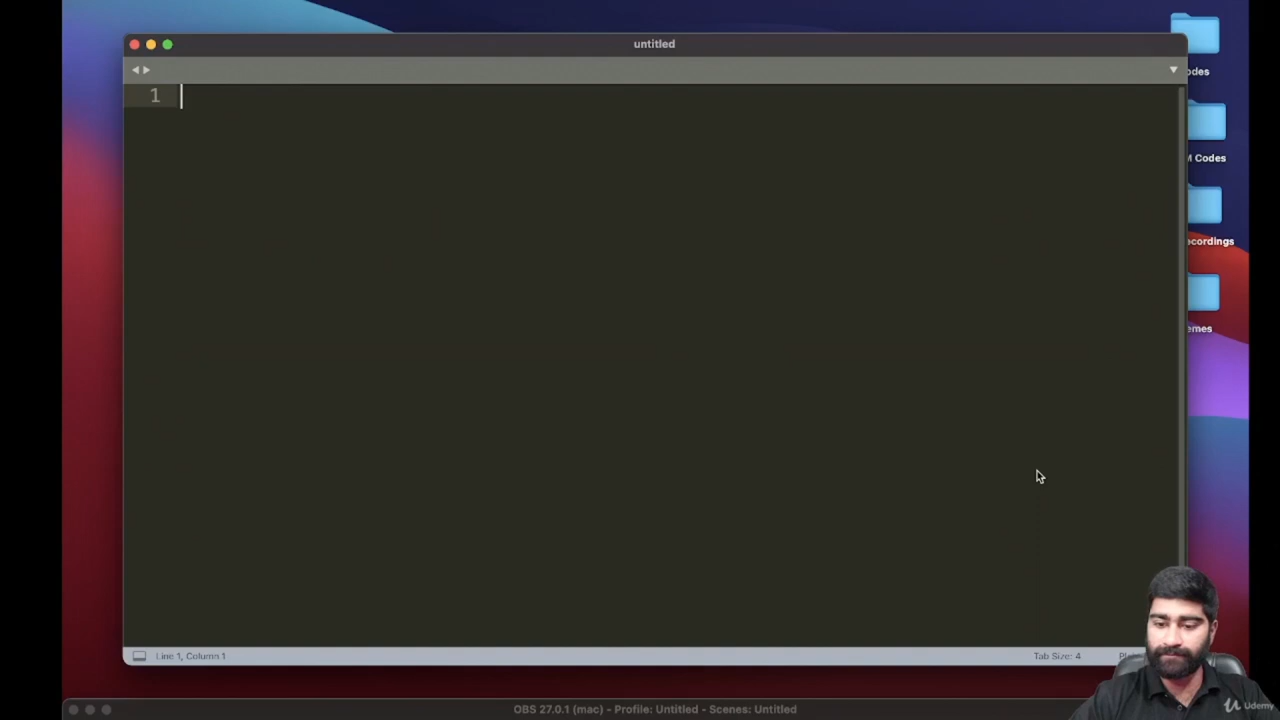 untitled
odes
1
M Codes
ecordings
emes
Line 1, Column 1
Tab Size: 4
OBS 27.0.1 (mac) - Profile: Untitled - Scenes: Untitled
Udemy